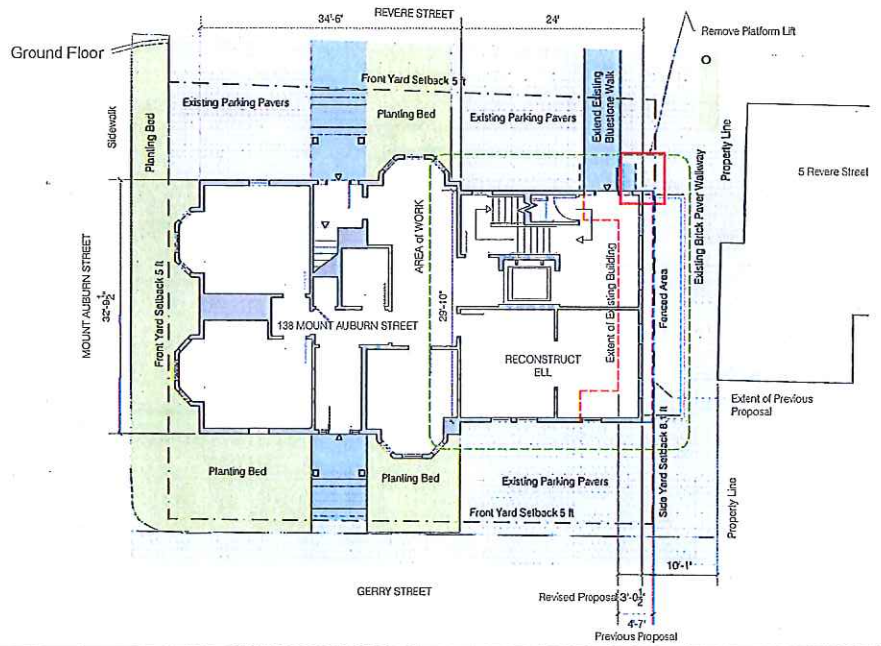 REVERE STREET
34'-6"
24'
Remove Platform Lift
Ground Floor
Front Yard Setback 5 ft
Existing Parking Pavers
Planting Bed
Existing Parking Pavers
Extend Existing
Bluestone Walk
Sidewalk
Planting Bed
Property Line
5 Revere Street
Existing Brick Paver Walkway
AREA of WORK
MOUNT AUBURN STREET
32'-9½"
Front Yard Setback 5 ft
29'-10"
Extent of Existing Building
Fenced Area
138 MOUNT AUBURN STREET
RECONSTRUCT
ELL
Extent of Previous
Proposal
Planting Bed
Planting Bed
Existing Parking Pavers
Front Yard Setback 5 ft
Side Yard Setback 8.1 ft
Property Line
10'-1"
GERRY STREET
Revised Proposal 3'-0½"
4'-7"
Previous Proposal